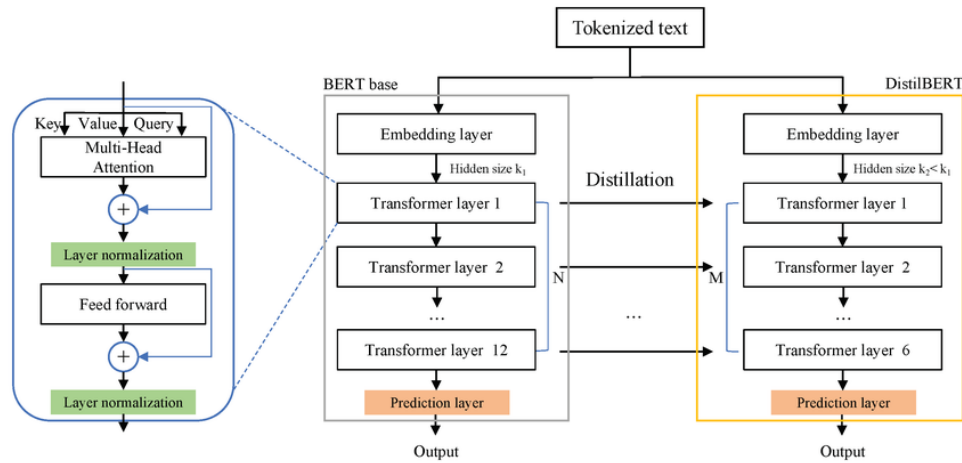 Tokenized text
BERT base
DistilBERT
Key Value Query
Multi-Head
Attention
+
Layer normalization
Feed forward
+
Layer normalization
Embedding layer
Hidden size k₁
Transformer layer 1
Transformer layer 2
...
Transformer layer 12
N
Prediction layer
Output
Distillation
...
Embedding layer
Hidden size k₂< k₁
Transformer layer 1
Transformer layer 2
...
Transformer layer 6
M
Prediction layer
Output